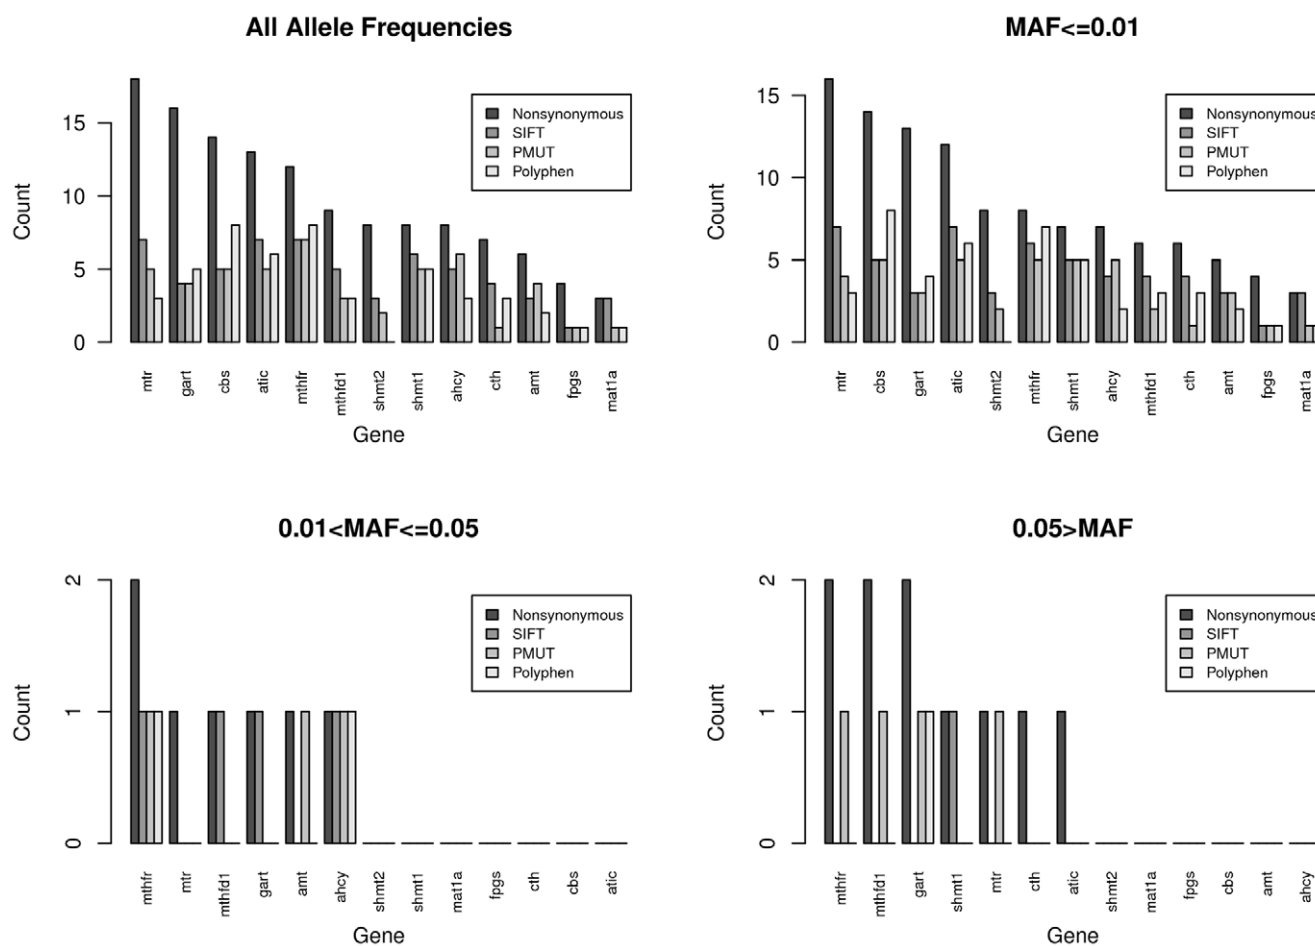 All Allele Frequencies
Count
15
10
5
0
Nonsynonymous
SIFT
PMUT
Polyphen
mtr gart cbs atic mthfr mthfd1 shmt2 shmt1 ahcy cth amt fpgs mat1a
Gene
MAF<=0.01
Count
15
10
5
0
Nonsynonymous
SIFT
PMUT
Polyphen
mtr cbs gart atic shmt2 mthfr shmt1 ahcy mthfd1 cth amt fpgs mat1a
Gene
0.01<MAF<=0.05
Count
2
1
0
Nonsynonymous
SIFT
PMUT
Polyphen
mthfr mtr mthfd1 gart amt ahcy shmt2 shmt1 mat1a fpgs cth cbs atic
Gene
0.05>MAF
Count
2
1
0
Nonsynonymous
SIFT
PMUT
Polyphen
mthfr mthfd1 gart shmt1 mtr cth atic shmt2 mat1a fpgs cbs amt ahcy
Gene